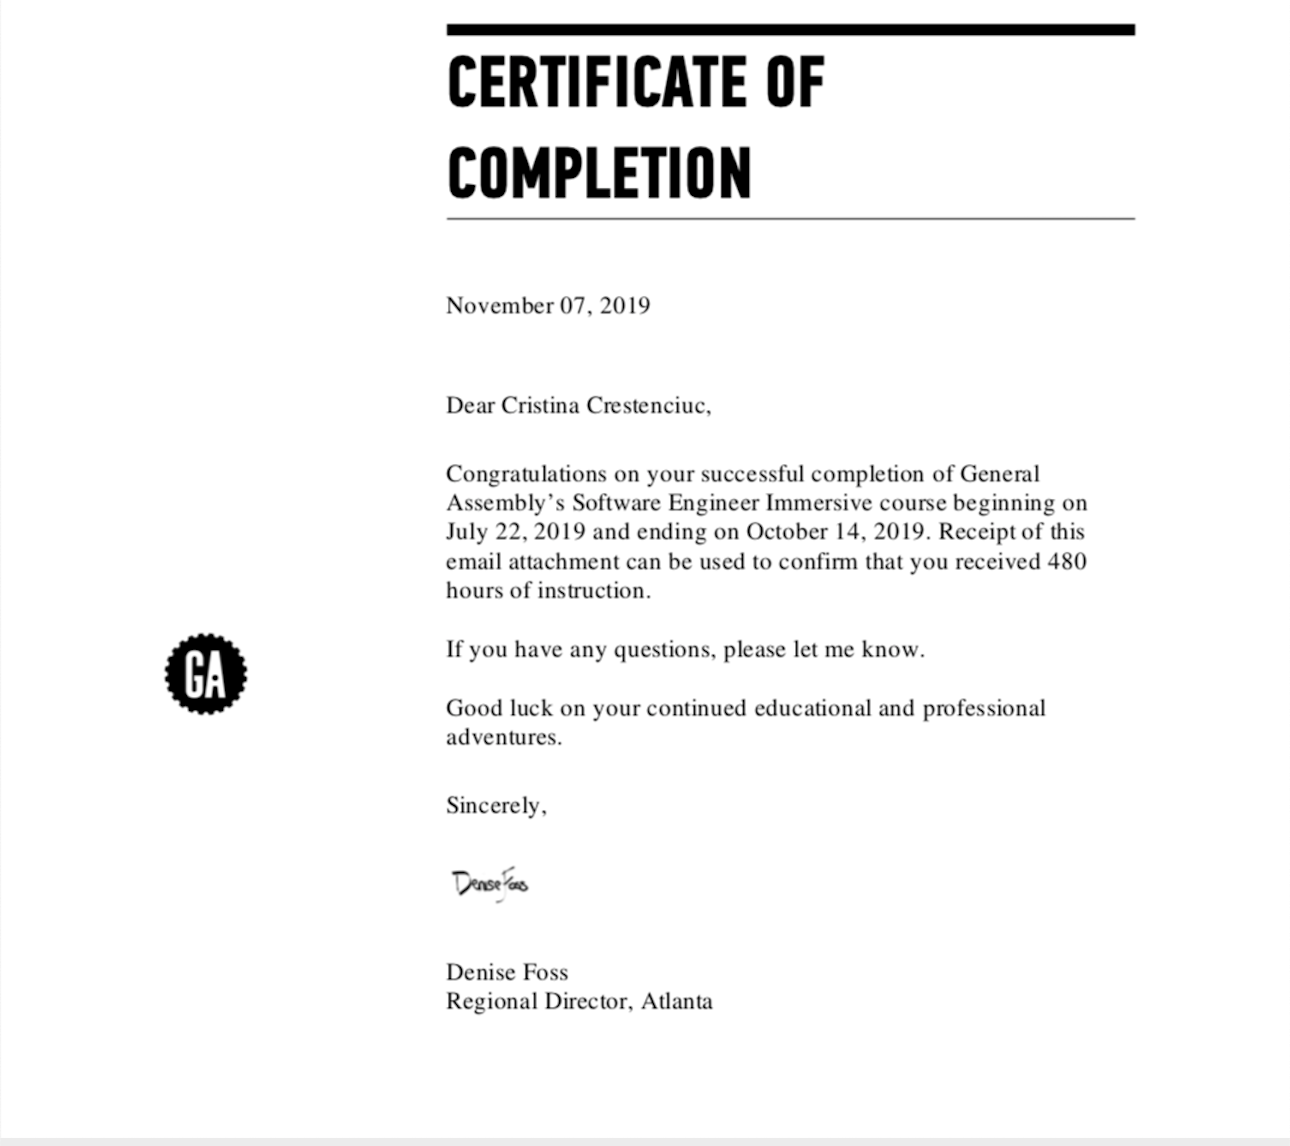 CERTIFICATE OF
COMPLETION
November 07, 2019
Dear Cristina Crestenciuc,
Congratulations on your successful completion of General
Assembly’s Software Engineer Immersive course beginning on
July 22, 2019 and ending on October 14, 2019. Receipt of this
email attachment can be used to confirm that you received 480
hours of instruction.
GA
If you have any questions, please let me know.
Good luck on your continued educational and professional
adventures.
Sincerely,
Denise Foss
Denise Foss
Regional Director, Atlanta